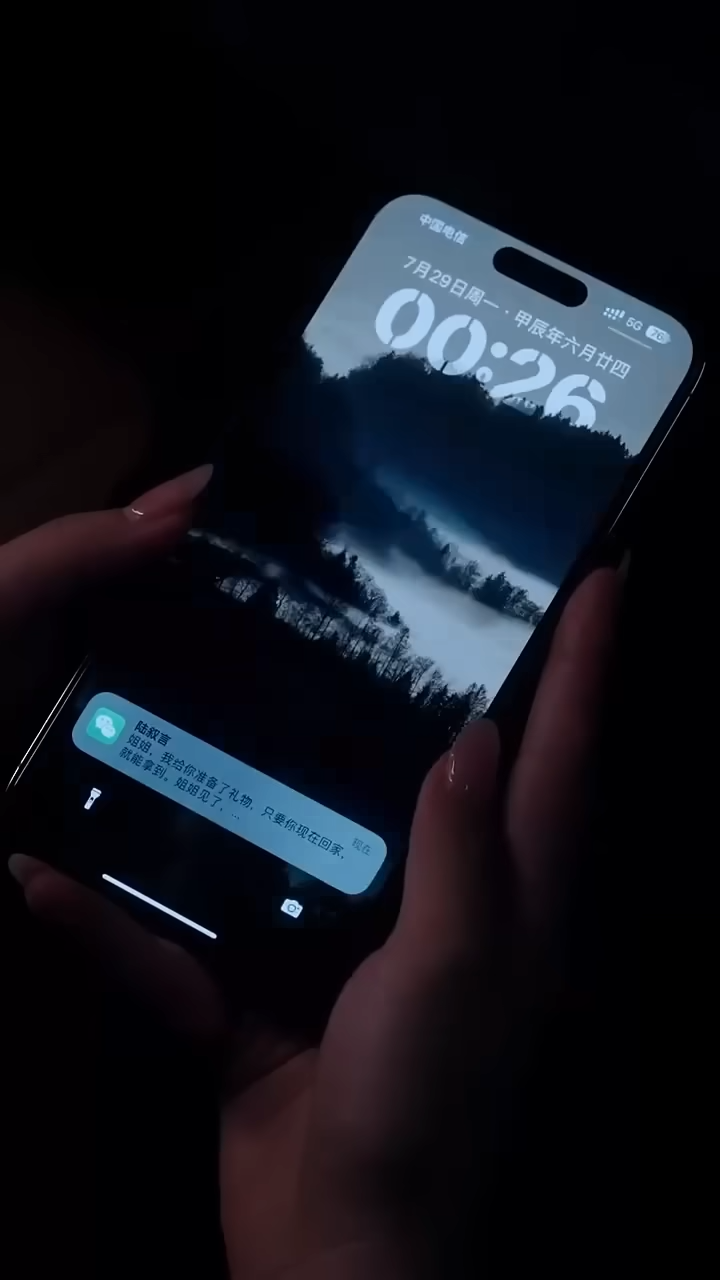 中国电信
5G 76
7月29日周一 · 甲辰年六月廿四
00:26
陆叙言
现在
姐姐，我给你准备了礼物，只要你现在回家，
就能拿到。姐姐见了，...